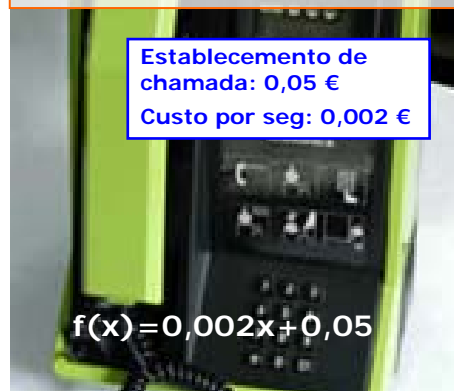 Establecemento de
chamada: 0,05 €
Custo por seg: 0,002 €
f(x)=0,002x+0,05